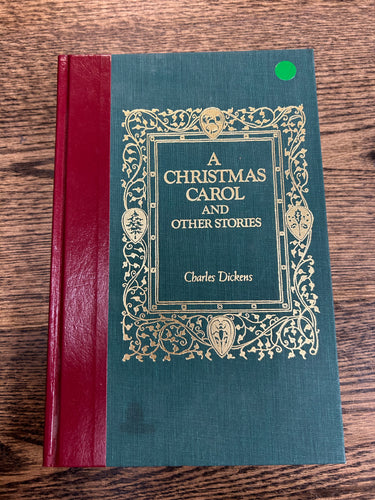 A
CHRISTMAS
CAROL
AND
OTHER STORIES
Charles Dickens